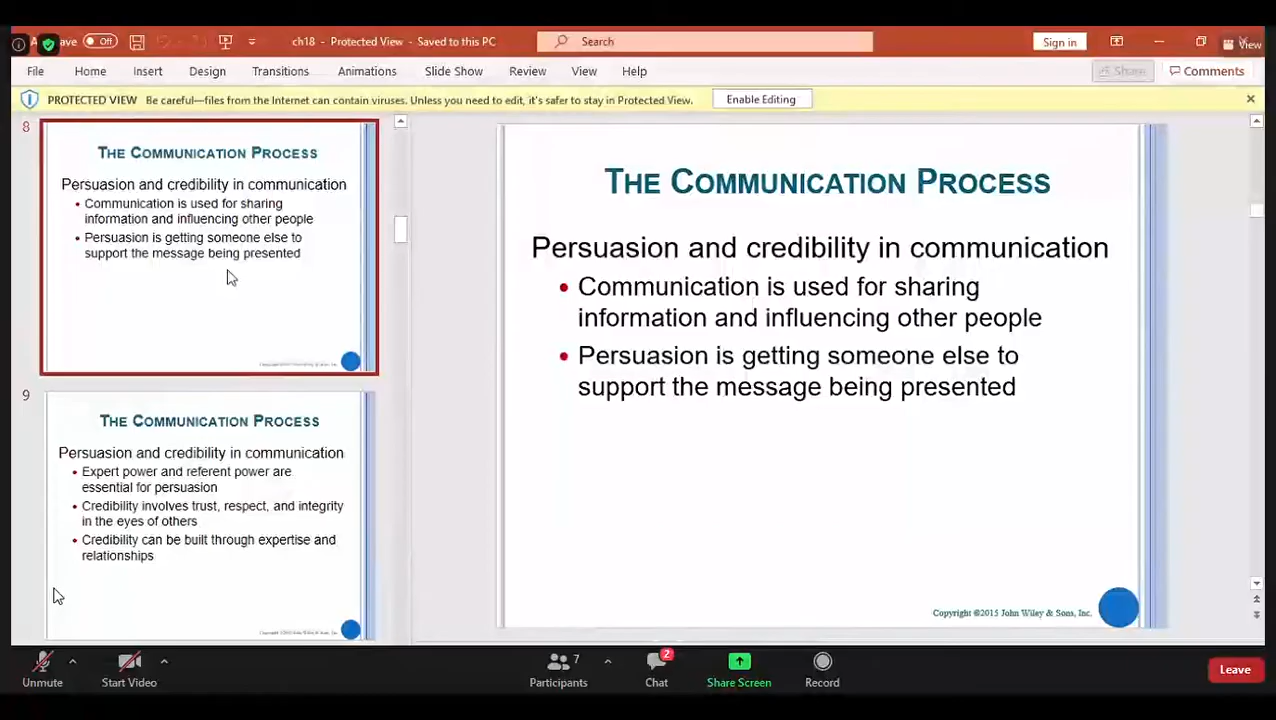 Save
Off
ch18 - Protected View - Saved to this PC
Search
Sign in
View
File Home Insert Design Transitions Animations Slide Show Review View Help
Share
Comments
PROTECTED VIEW Be careful—files from the Internet can contain viruses. Unless you need to edit, it's safer to stay in Protected View.
Enable Editing
8
THE COMMUNICATION PROCESS
Persuasion and credibility in communication
• Communication is used for sharing
information and influencing other people
• Persuasion is getting someone else to
support the message being presented
9
THE COMMUNICATION PROCESS
Persuasion and credibility in communication
• Expert power and referent power are
essential for persuasion
• Credibility involves trust, respect, and integrity
in the eyes of others
• Credibility can be built through expertise and
relationships
THE COMMUNICATION PROCESS
Persuasion and credibility in communication
• Communication is used for sharing
information and influencing other people
• Persuasion is getting someone else to
support the message being presented
Copyright ©2015 John Wiley & Sons, Inc.
Unmute
Start Video
7
Participants
2
Chat
Share Screen
Record
Leave